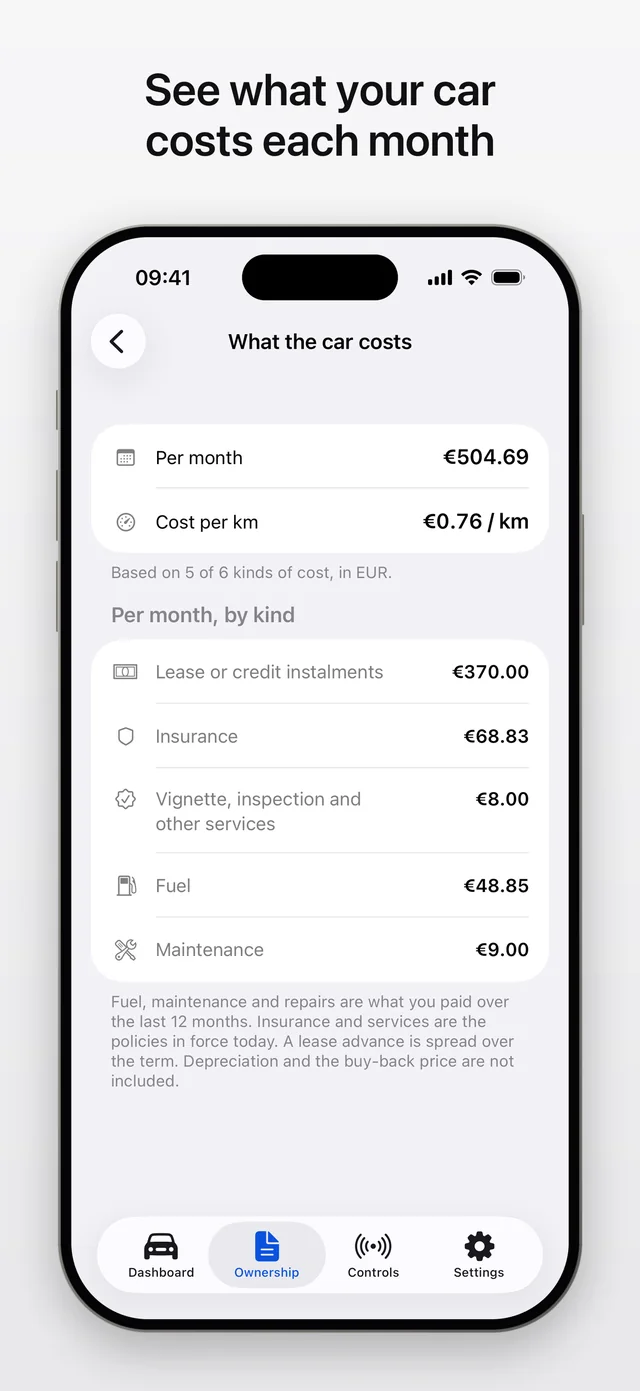 See what your car
costs each month
09:41
What the car costs
Per month €504.69
Cost per km €0.76 / km
Based on 5 of 6 kinds of cost, in EUR.
Per month, by kind
Lease or credit instalments €370.00
Insurance €68.83
Vignette, inspection and €8.00
other services
Fuel €48.85
Maintenance €9.00
Fuel, maintenance and repairs are what you paid over
the last 12 months. Insurance and services are the
policies in force today. A lease advance is spread over
the term. Depreciation and the buy-back price are not
included.
Dashboard Ownership Controls Settings